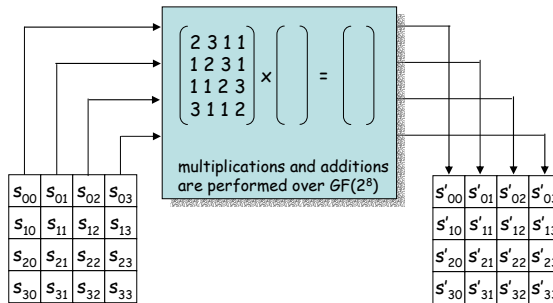 2 3 1 1
1 2 3 1
1 1 2 3
3 1 1 2
x
=
multiplications and additions
are performed over GF(2⁸)
s₀₀ s₀₁ s₀₂ s₀₃
s₁₀ s₁₁ s₁₂ s₁₃
s₂₀ s₂₁ s₂₂ s₂₃
s₃₀ s₃₁ s₃₂ s₃₃
s'₀₀ s'₀₁ s'₀₂ s'₀₃
s'₁₀ s'₁₁ s'₁₂ s'₁₃
s'₂₀ s'₂₁ s'₂₂ s'₂₃
s'₃₀ s'₃₁ s'₃₂ s'₃₃